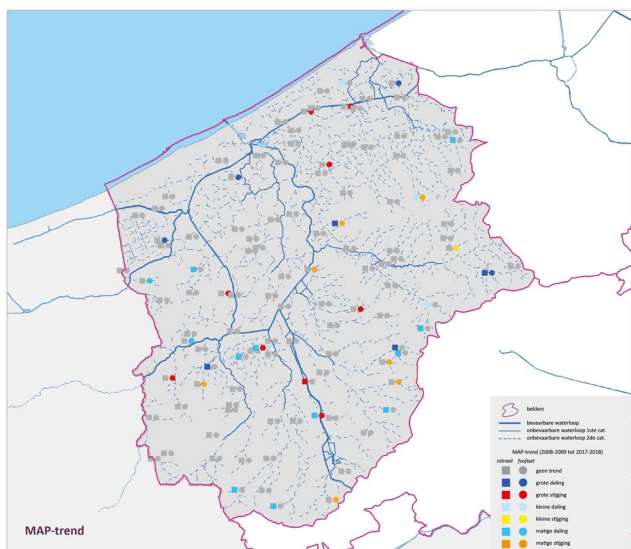 bekken
bevaarbare waterloop
onbevaarbare waterloop 1ste cat.
onbevaarbare waterloop 2de cat.
MAP-trend (2008-2009 tot 2017-2018)
nitraat fosfaat
geen trend
grote daling
grote stijging
kleine daling
kleine stijging
matige daling
matige stijging
MAP-trend